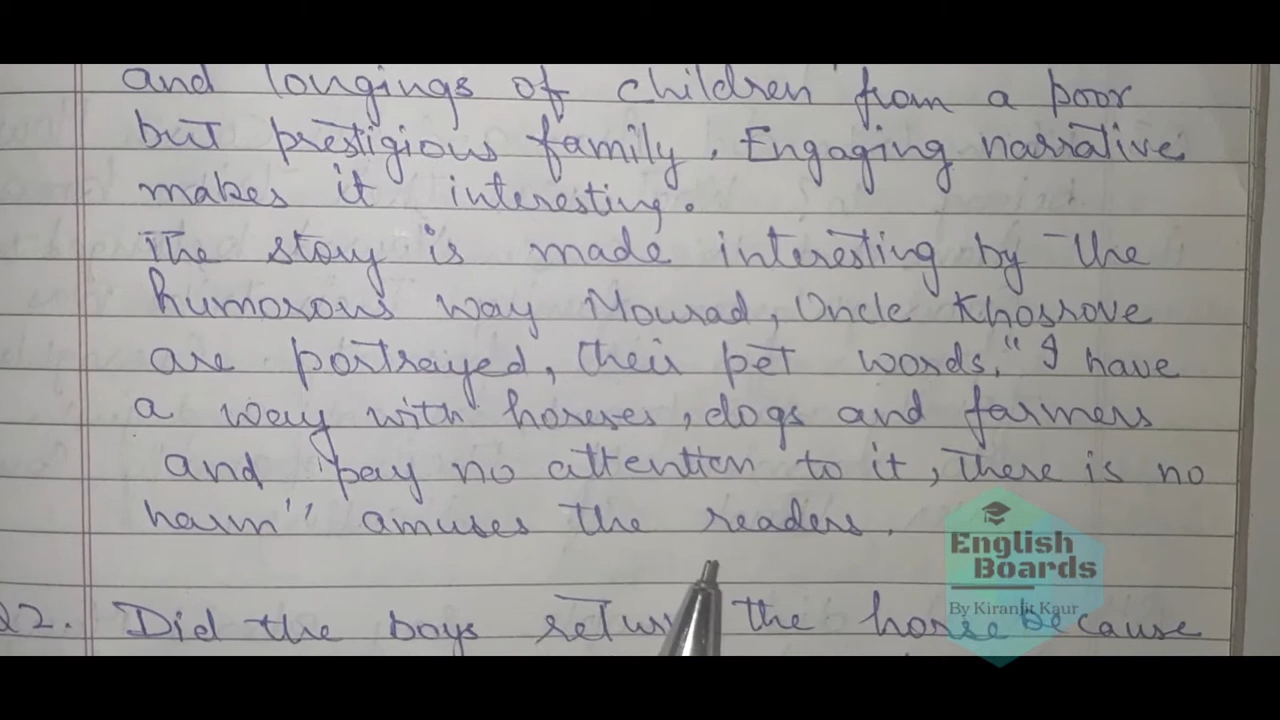 and longings of children from a poor
but prestigious family. Engaging narrative
makes it interesting.
The story is made interesting by the
humorous way Mourad, Uncle Khosrove
are portrayed, their pet words, "I have
a way with horses, dogs and farmers
and "pay no attention to it, there is no
harm" amuses the readers.
English
Boards
By Kiranjit Kaur
Q2. Did the boys return the horse because